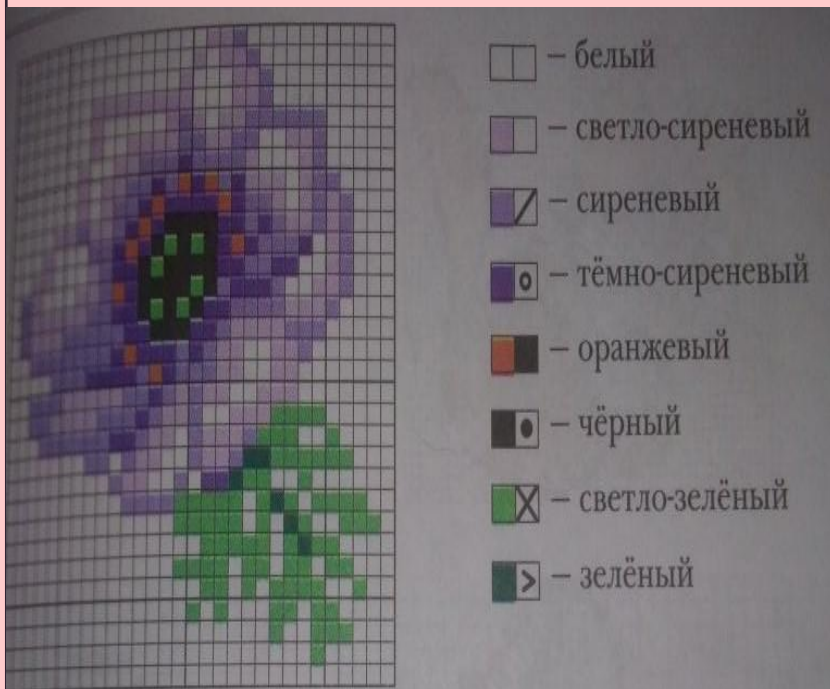 – белый
– светло-сиреневый
– сиреневый
– тёмно-сиреневый
– оранжевый
– чёрный
– светло-зелёный
– зелёный